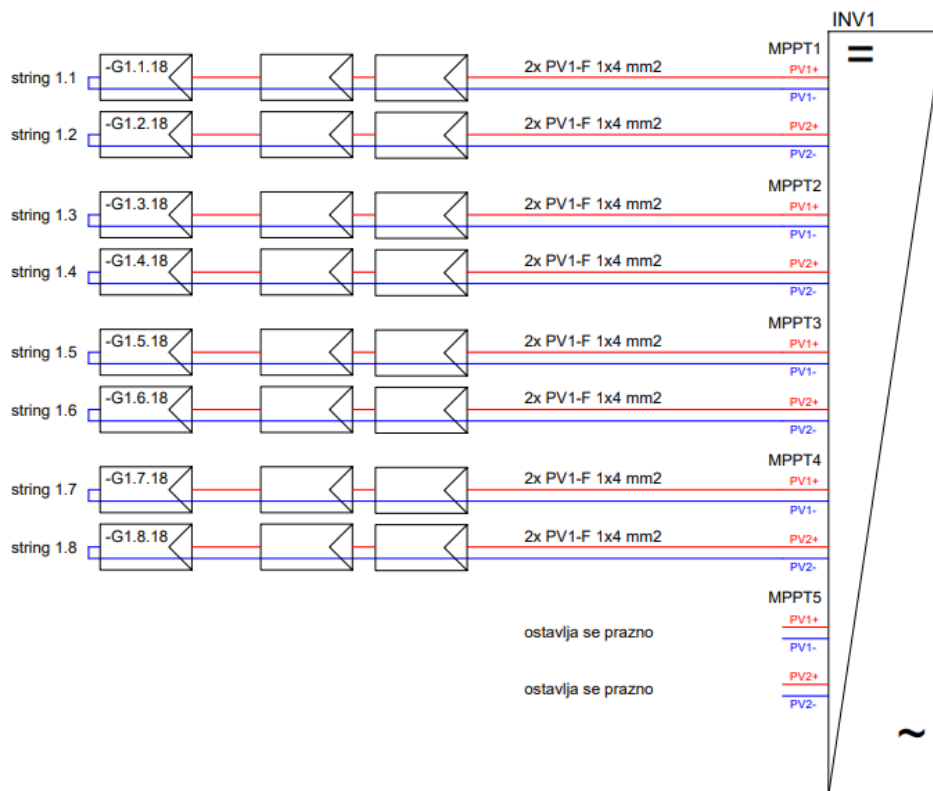 INV1
=
MPPT1
string 1.1
-G1.1.18
2x PV1-F 1x4 mm2
PV1+
PV1-
string 1.2
-G1.2.18
2x PV1-F 1x4 mm2
PV2+
PV2-
MPPT2
string 1.3
-G1.3.18
2x PV1-F 1x4 mm2
PV1+
PV1-
string 1.4
-G1.4.18
2x PV1-F 1x4 mm2
PV2+
PV2-
MPPT3
string 1.5
-G1.5.18
2x PV1-F 1x4 mm2
PV1+
PV1-
string 1.6
-G1.6.18
2x PV1-F 1x4 mm2
PV2+
PV2-
MPPT4
string 1.7
-G1.7.18
2x PV1-F 1x4 mm2
PV1+
PV1-
string 1.8
-G1.8.18
2x PV1-F 1x4 mm2
PV2+
PV2-
MPPT5
ostavlja se prazno
PV1+
PV1-
ostavlja se prazno
PV2+
PV2-
~